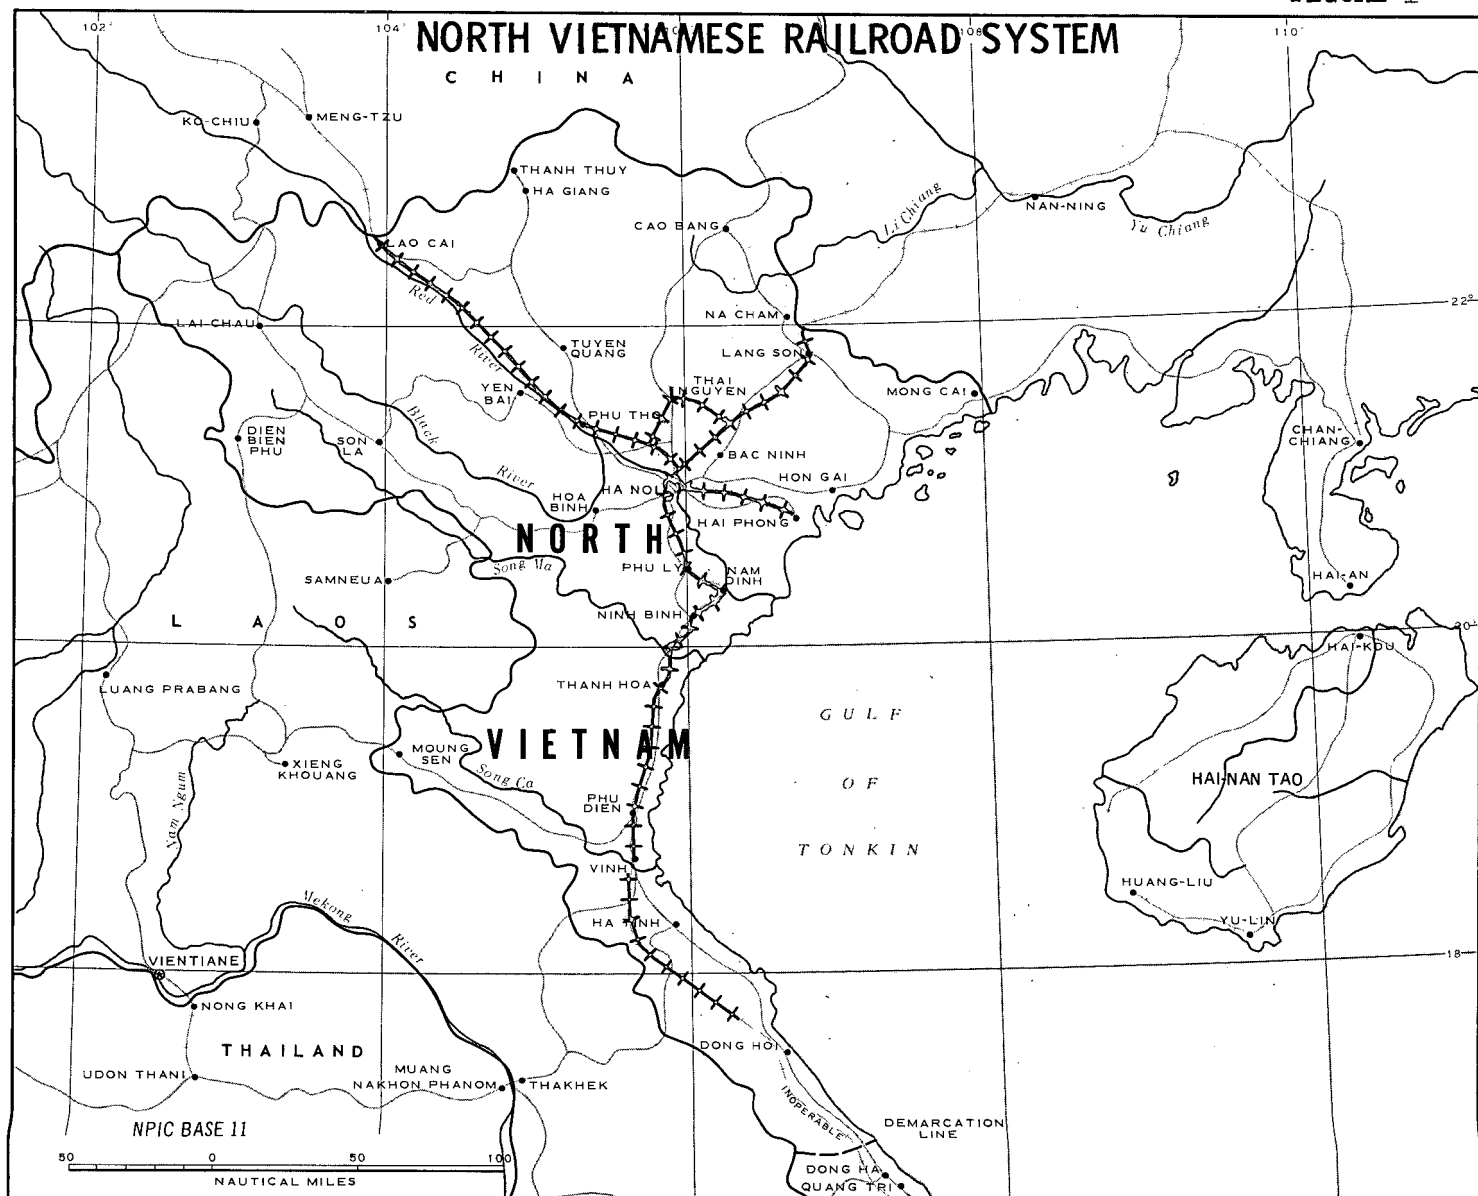 102°
104°
108°
110°
NORTH VIETNAMESE RAILROAD SYSTEM
CHINA
KO-CHIU
MENG-TZU
THANH THUY
HA GIANG
CAO BANG
Li Chiang
NAN-NING
Yu Chiang
LAO CAI
Red
River
22°
NA CHAM
LAI CHAU
TUYEN
QUANG
LANG SON
THAI
NGUYEN
YEN
BAI
MONG CAI
PHU THO
Black
River
DIEN
BIEN
PHU
SON
LA
CHAN-
CHIANG
BAC NINH
HON GAI
HA NOI
HOA
BINH
HAI PHONG
NORTH
Song Ma
PHU LY
NAM
DINH
SAMNEUA
HAI-AN
NINH BINH
LAOS
20°
HAI-KOU
THANH HOA
LUANG PRABANG
GULF
OF
TONKIN
VIETNAM
MOUNG
SEN
Song Ca
XIENG
KHOUANG
HAI-NAN TAO
PHU
DIEN
Nam Ngum
VINH
HUANG-LIU
YU-LIN
Mekong
River
HA TINH
18°
VIENTIANE
NONG KHAI
DONG HOI
THAILAND
UDON THANI
MUANG
NAKHON PHANOM
THAKHEK
INOPERABLE
DEMARCATION
LINE
NPIC BASE 11
50 0 100
NAUTICAL MILES
DONG HA
QUANG TRI